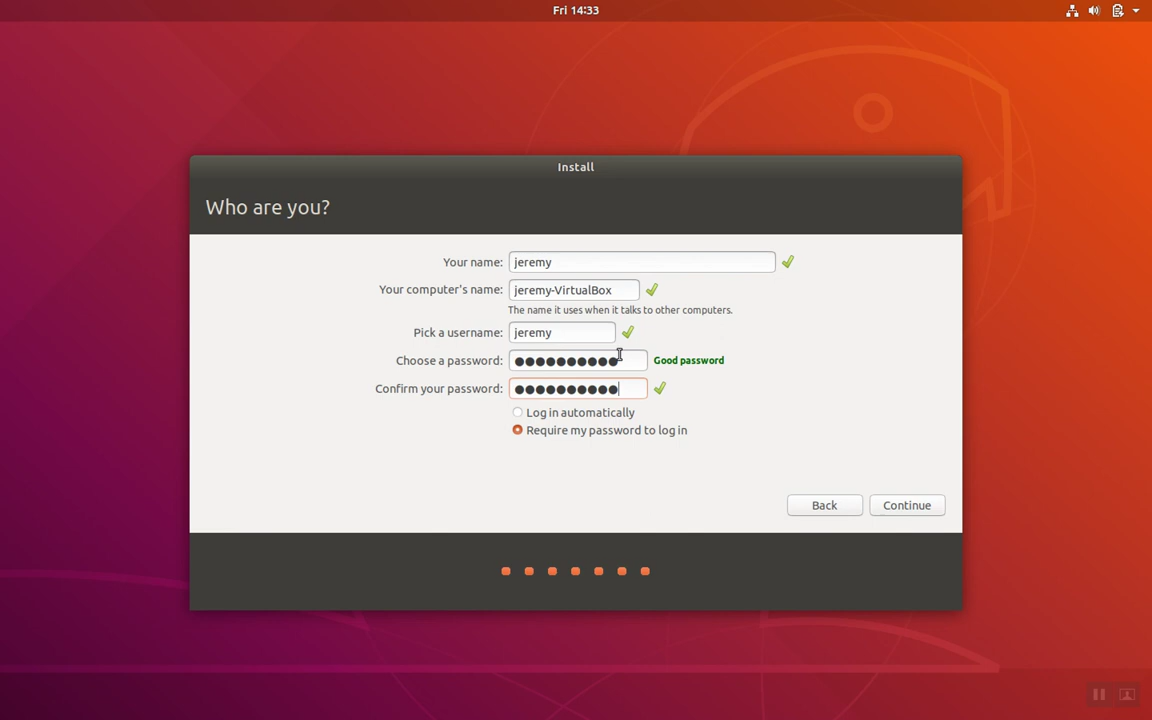 Fri 14:33
Install
Who are you?
Your name: jeremy
Your computer's name: jeremy-VirtualBox
The name it uses when it talks to other computers.
Pick a username: jeremy
Choose a password: ●●●●●●●●●● Good password
Confirm your password: ●●●●●●●●●●
Log in automatically
Require my password to log in
Back Continue